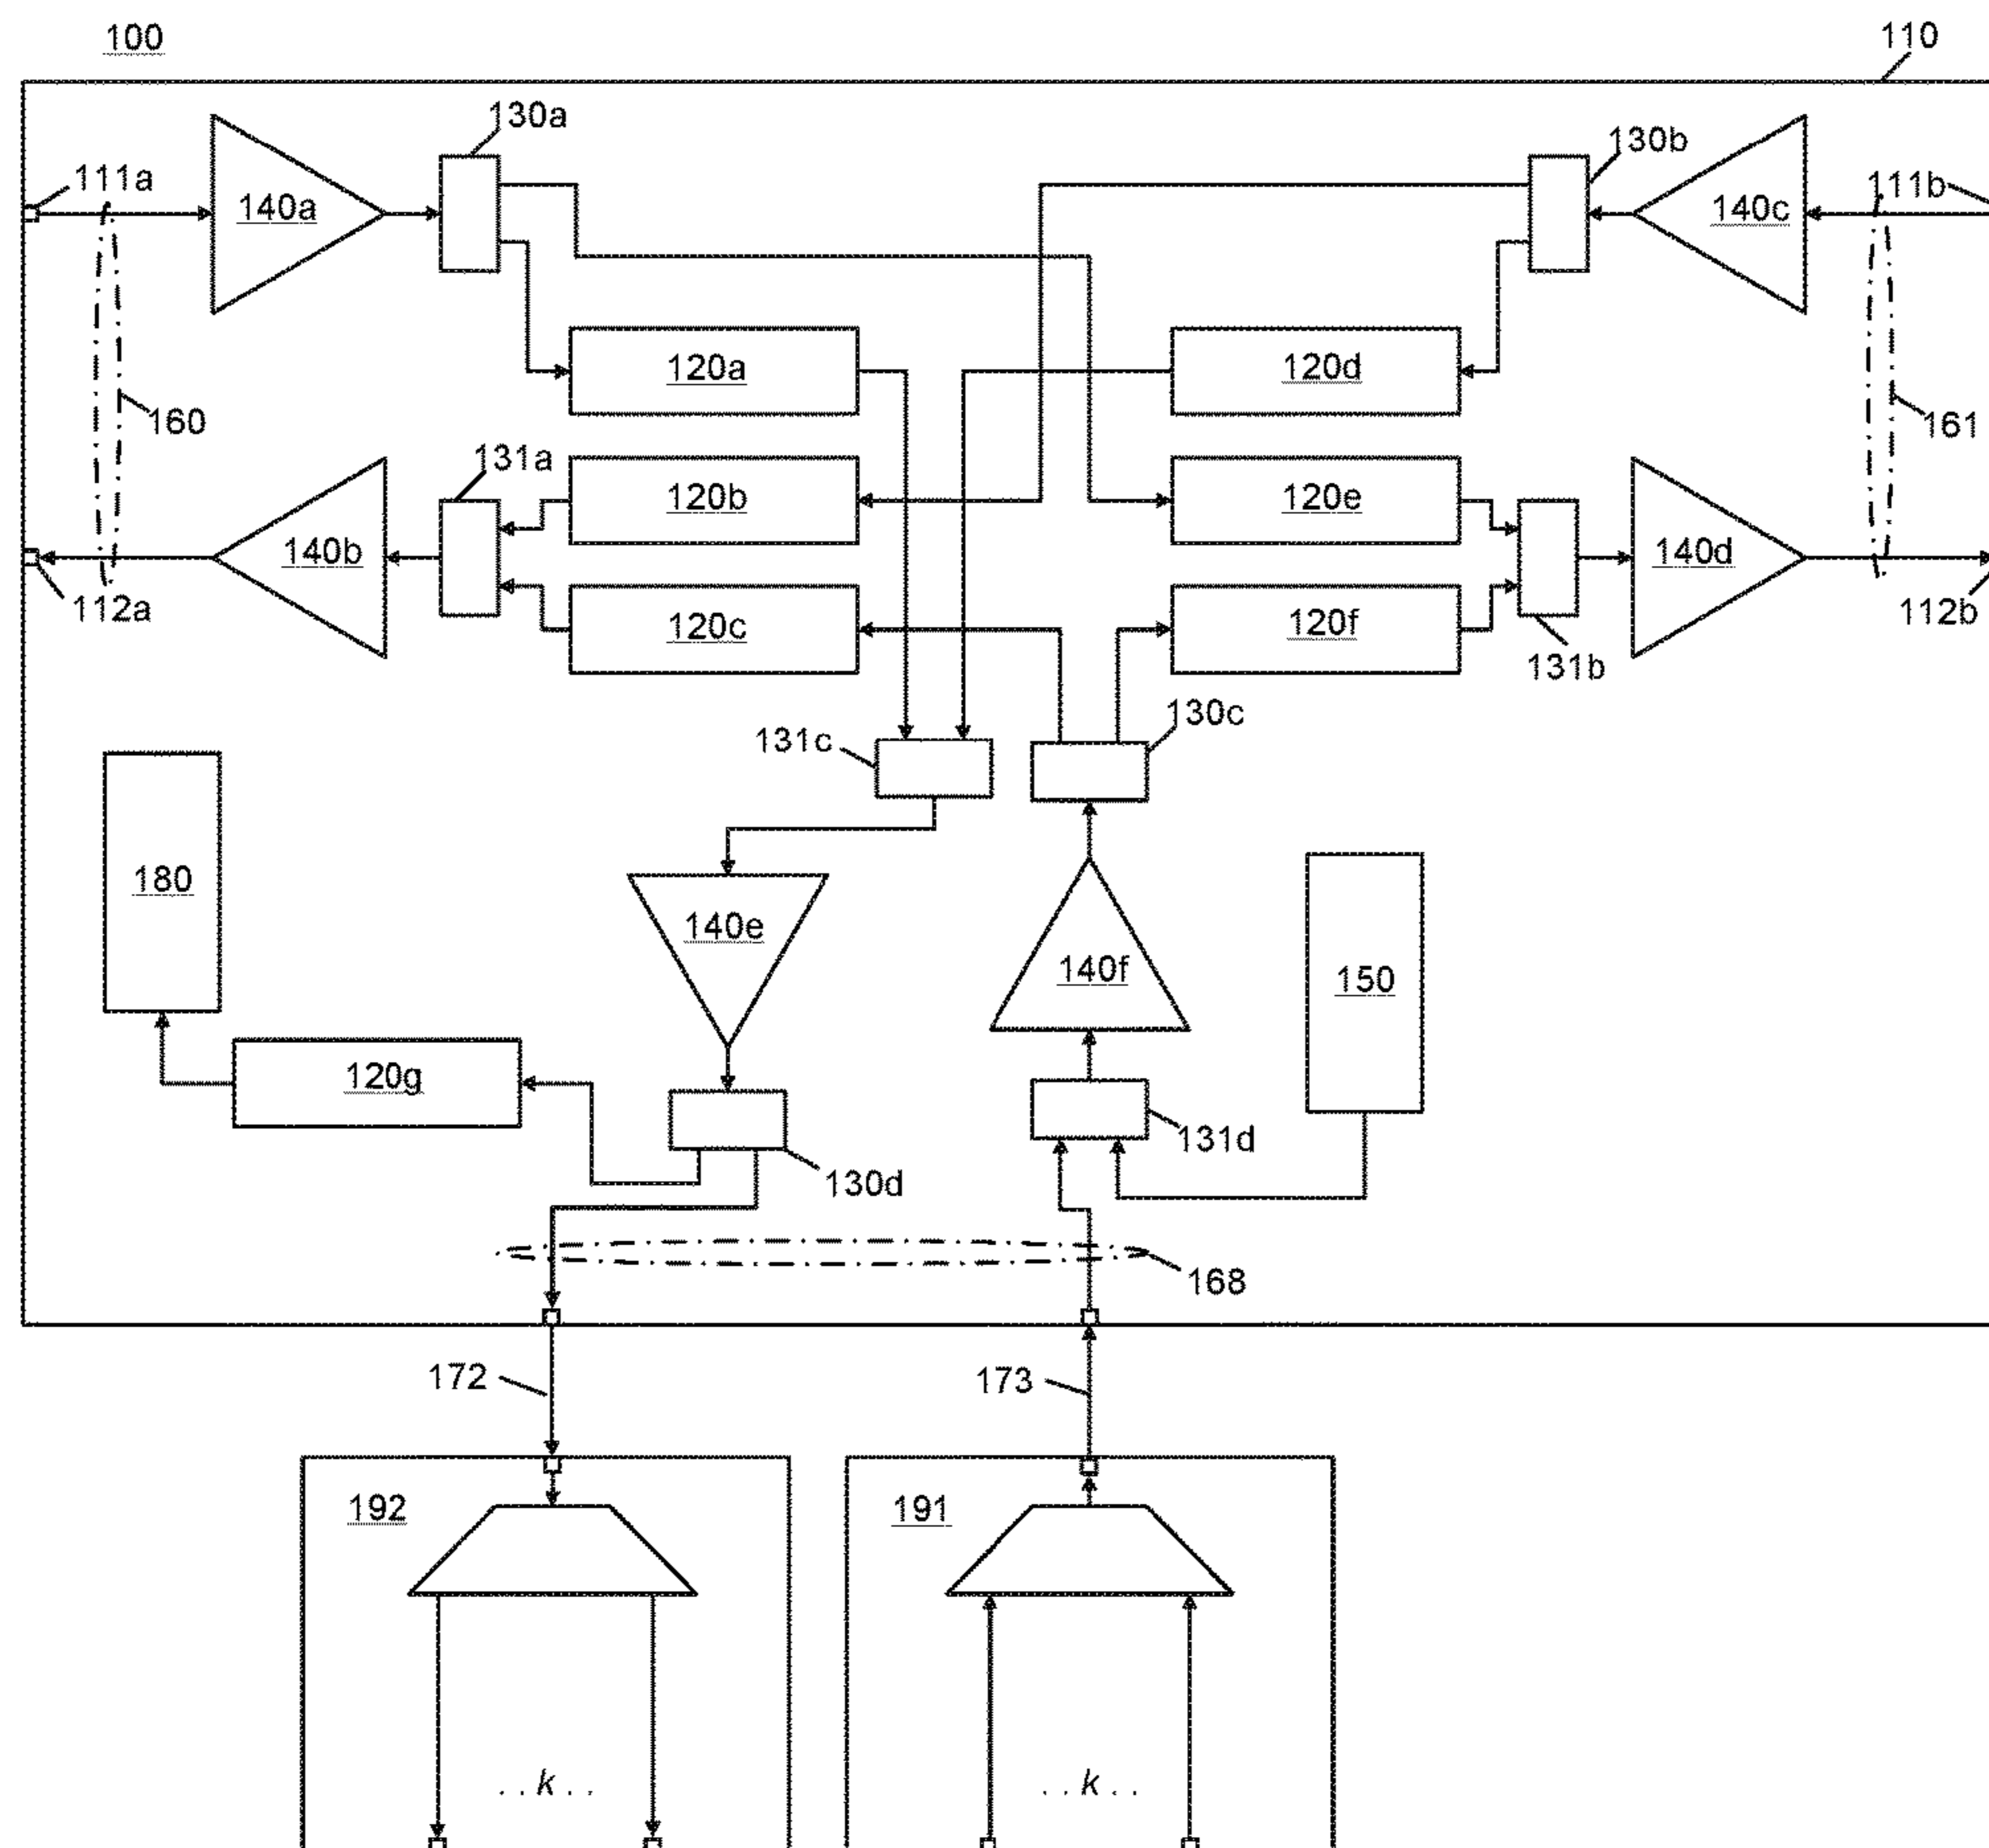 100
110
130a
130b
111a
140a
140c
111b
120a
120d
160
161
131a
120b
120e
140b
140d
112a
120c
120f
112b
131b
130c
131c
180
140e
140f
150
120g
131d
130d
168
172
173
192
191
. . k . .
. . k . .